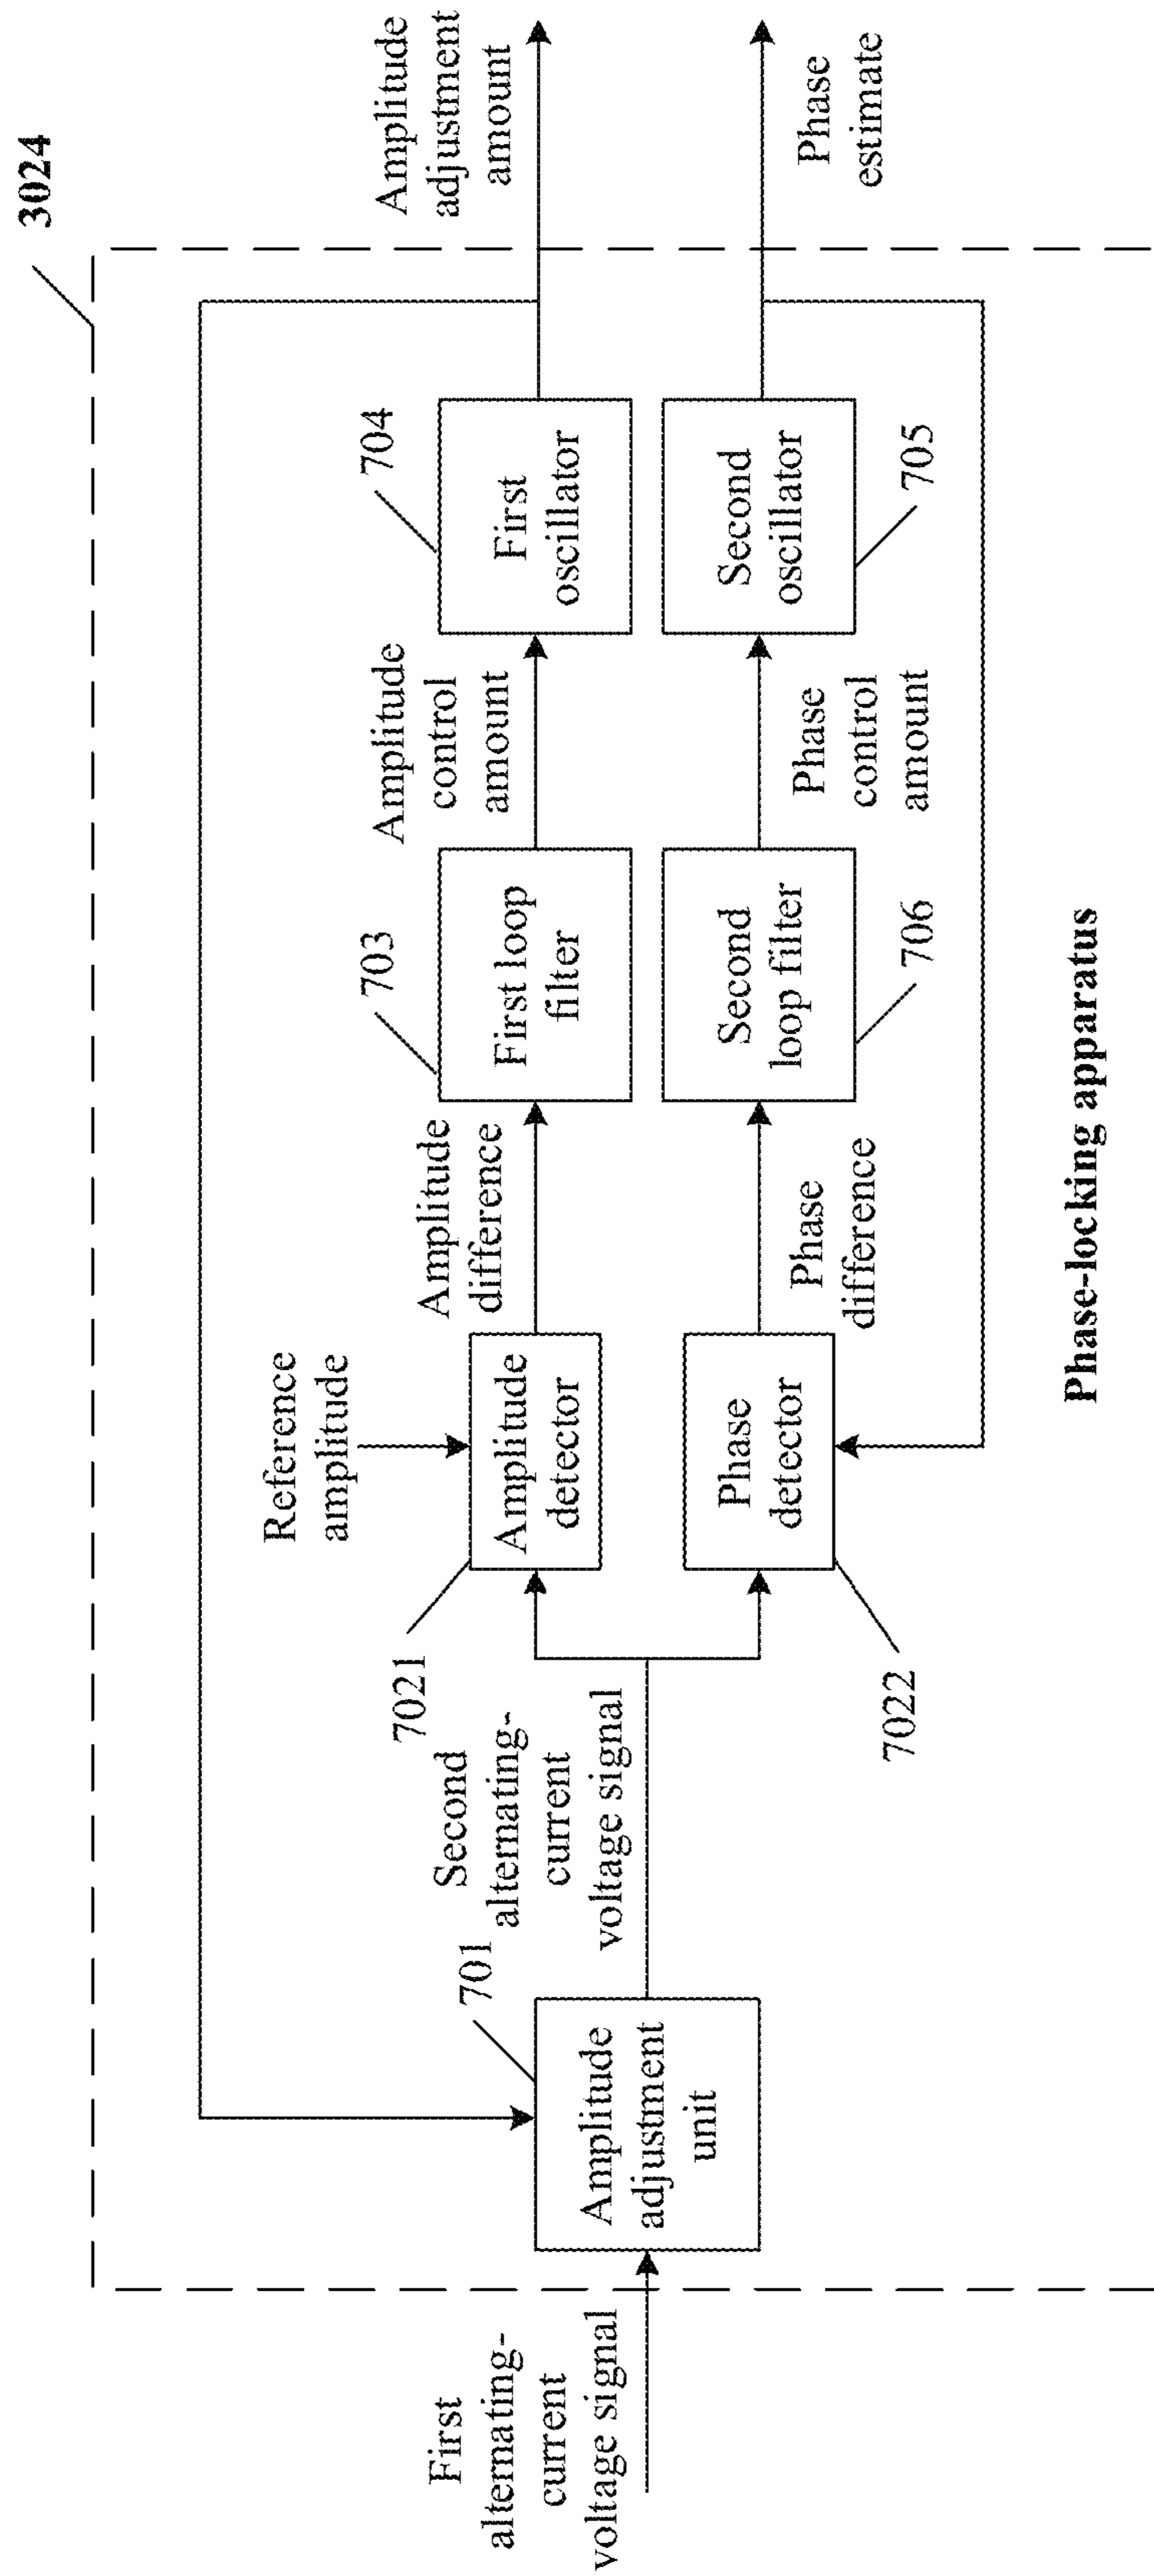 3024
First
alternating-
current
voltage signal
701
Amplitude
adjustment
unit
Second
alternating-
current
voltage signal
7021
Reference
amplitude
Amplitude
detector
Phase
detector
7022
Amplitude
difference
Phase
difference
703
First loop
filter
Second
loop filter
706
Amplitude
control
amount
Phase
control
amount
704
First
oscillator
Second
oscillator
705
Amplitude
adjustment
amount
Phase
estimate
Phase-locking apparatus